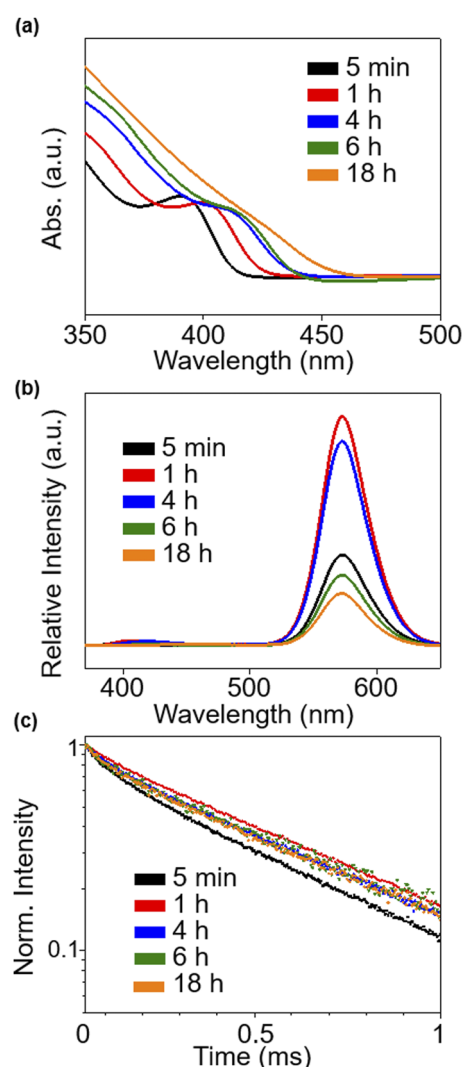 (a)
Abs. (a.u.)
5 min
1 h
4 h
6 h
18 h
350 400 450 500
Wavelength (nm)
(b)
Relative Intensity (a.u.)
5 min
1 h
4 h
6 h
18 h
400 500 600
Wavelength (nm)
(c)
Norm. Intensity
1
0.1
5 min
1 h
4 h
6 h
18 h
0 0.5 1
Time (ms)